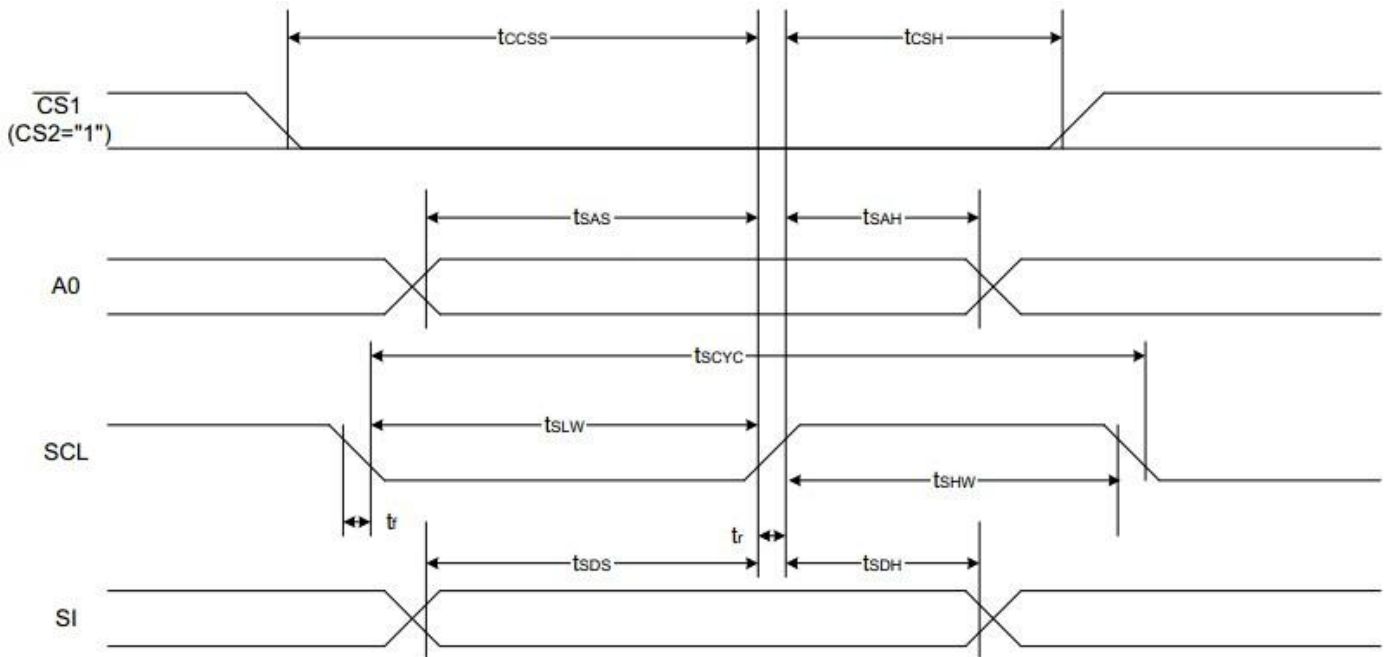 tCCSS
tCSH
CS1
(CS2="1")
tSAS
tSAH
A0
tSCYC
tSLW
SCL
tSHW
tf
tr
tSDS
tSDH
SI